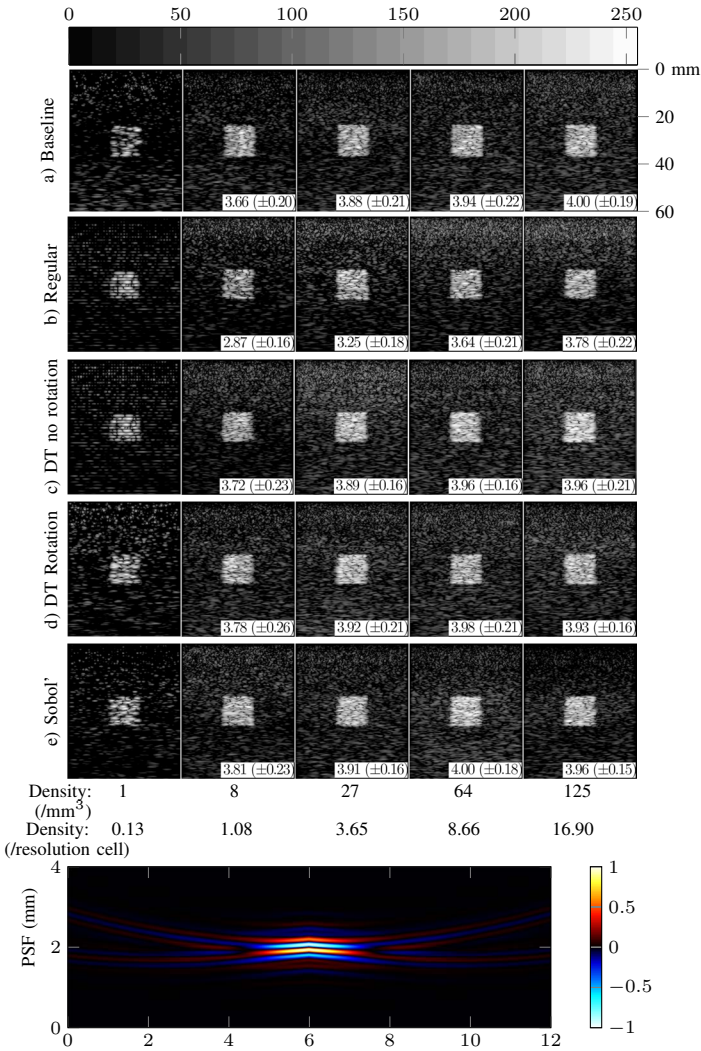 0 50 100 150 200 250
0 mm
a) Baseline
20
40
3.66 (±0.20) 3.88 (±0.21) 3.94 (±0.22) 4.00 (±0.19)
60
b) Regular
2.87 (±0.16) 3.25 (±0.18) 3.64 (±0.21) 3.78 (±0.22)
c) DT no rotation
3.72 (±0.23) 3.89 (±0.16) 3.96 (±0.16) 3.96 (±0.21)
d) DT Rotation
3.78 (±0.26) 3.92 (±0.21) 3.98 (±0.21) 3.93 (±0.16)
e) Sobol'
3.81 (±0.23) 3.91 (±0.16) 4.00 (±0.18) 3.96 (±0.15)
Density: 1 8 27 64 125
(/mm³)
Density: 0.13 1.08 3.65 8.66 16.90
(/resolution cell)
4 1
0.5
PSF (mm)
2 0
−0.5
0 −1
0 2 4 6 8 10 12